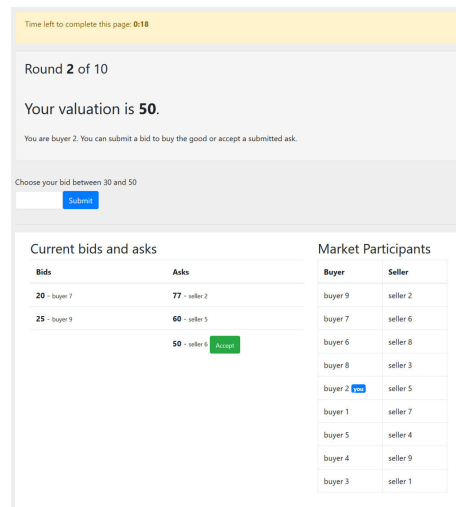 Time left to complete this page: 0:18
Round 2 of 10
Your valuation is 50.
You are buyer 2. You can submit a bid to buy the good or accept a submitted ask.
Choose your bid between 30 and 50
Submit
Current bids and asks
Bids Asks
20 - buyer 7 77 - seller 2
25 - buyer 9 60 - seller 5
50 - seller 6 Accept
Market Participants
Buyer Seller
buyer 9 seller 2
buyer 7 seller 6
buyer 6 seller 8
buyer 8 seller 3
buyer 2 you seller 5
buyer 1 seller 7
buyer 5 seller 4
buyer 4 seller 9
buyer 3 seller 1